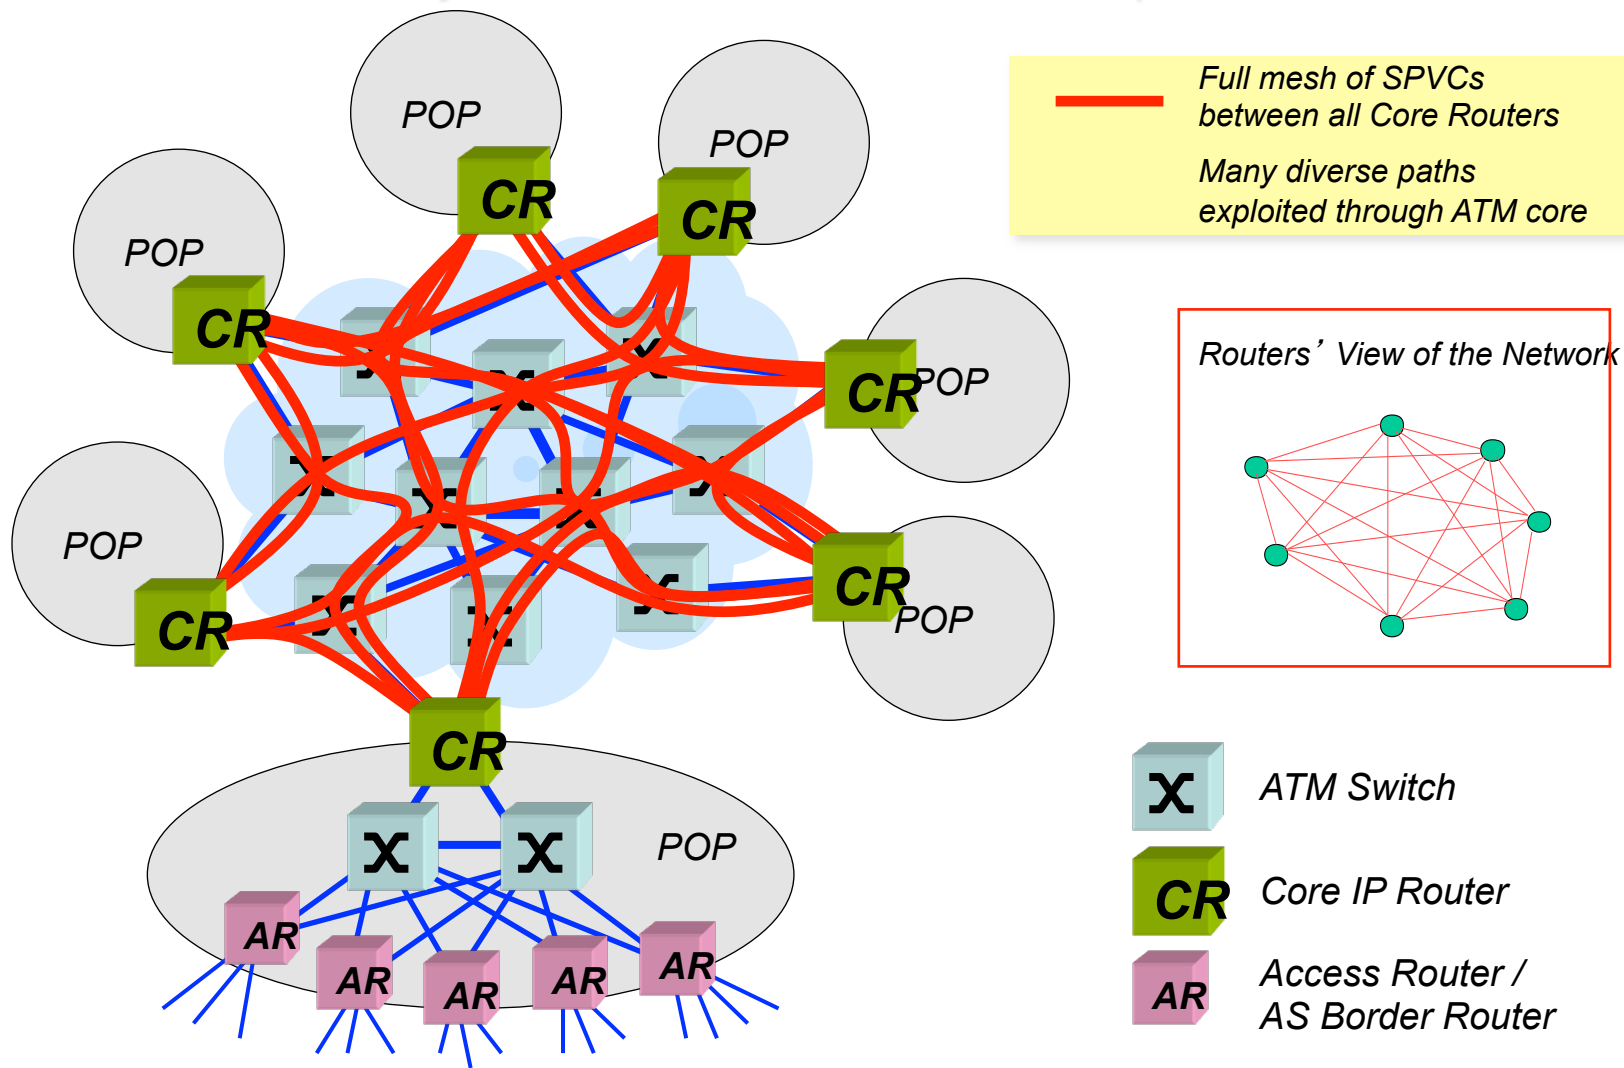 POP
POP
CR
CR
POP
CR
POP
CR
POP
CR
POP
CR
POP
CR
POP
AR
AR
AR
AR
AR
Full mesh of SPVCs
between all Core Routers
Many diverse paths
exploited through ATM core
Routers’ View of the Network
ATM Switch
CR
Core IP Router
AR
Access Router /
AS Border Router